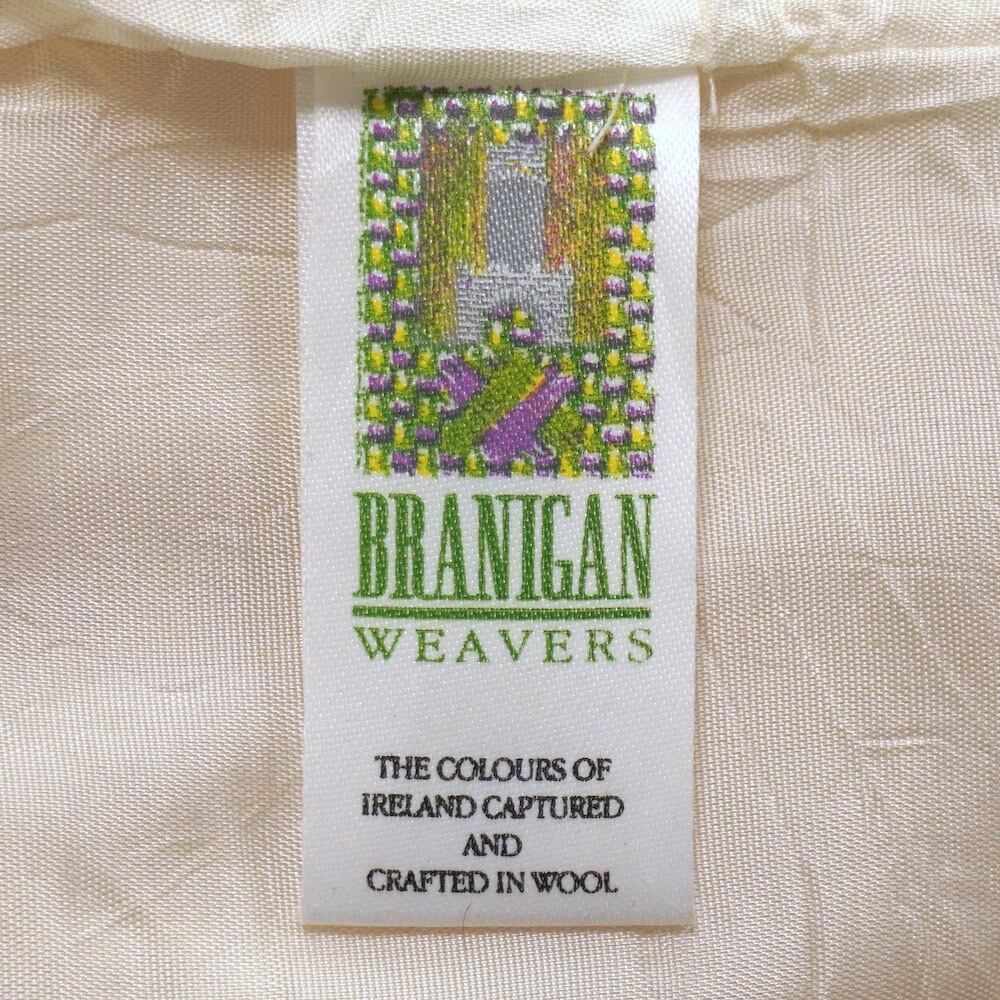 BRANIGAN
WEAVERS
THE COLOURS OF
IRELAND CAPTURED
AND
CRAFTED IN WOOL